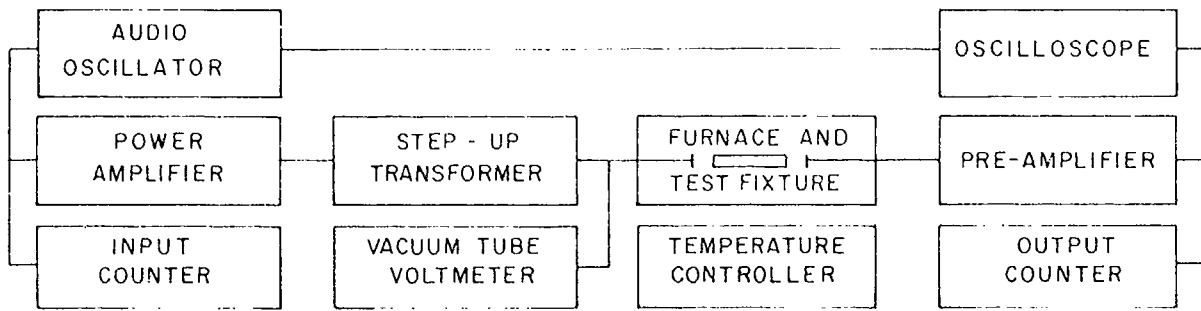 AUDIO
OSCILLATOR
OSCILLOSCOPE
POWER
AMPLIFIER
STEP - UP
TRANSFORMER
FURNACE AND
TEST FIXTURE
PRE-AMPLIFIER
INPUT
COUNTER
VACUUM TUBE
VOLTMETER
TEMPERATURE
CONTROLLER
OUTPUT
COUNTER